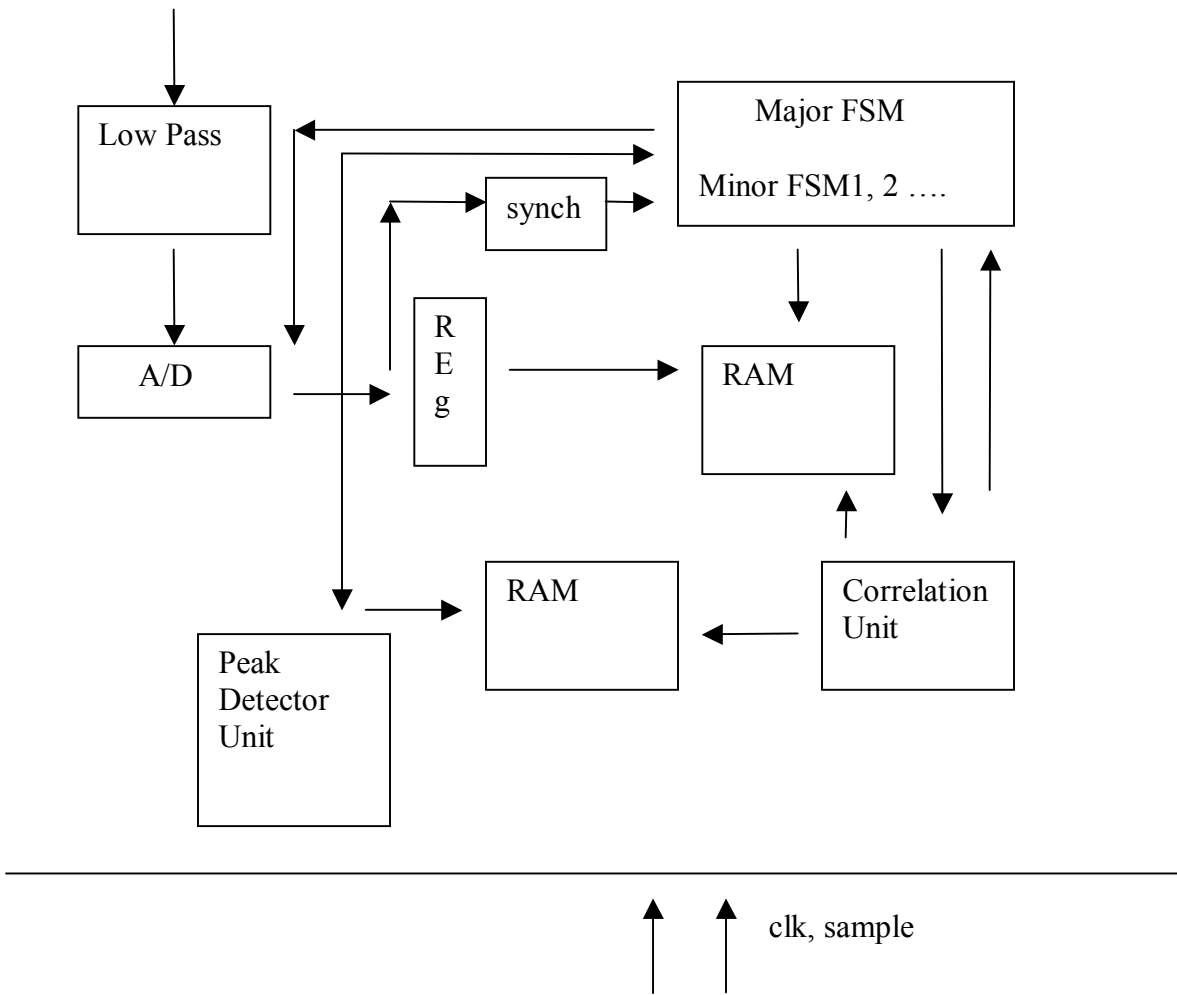 Low Pass
Major FSM
Minor FSM1, 2 ….
synch
R
E
g
A/D
RAM
RAM
Correlation
Unit
Peak
Detector
Unit
clk, sample